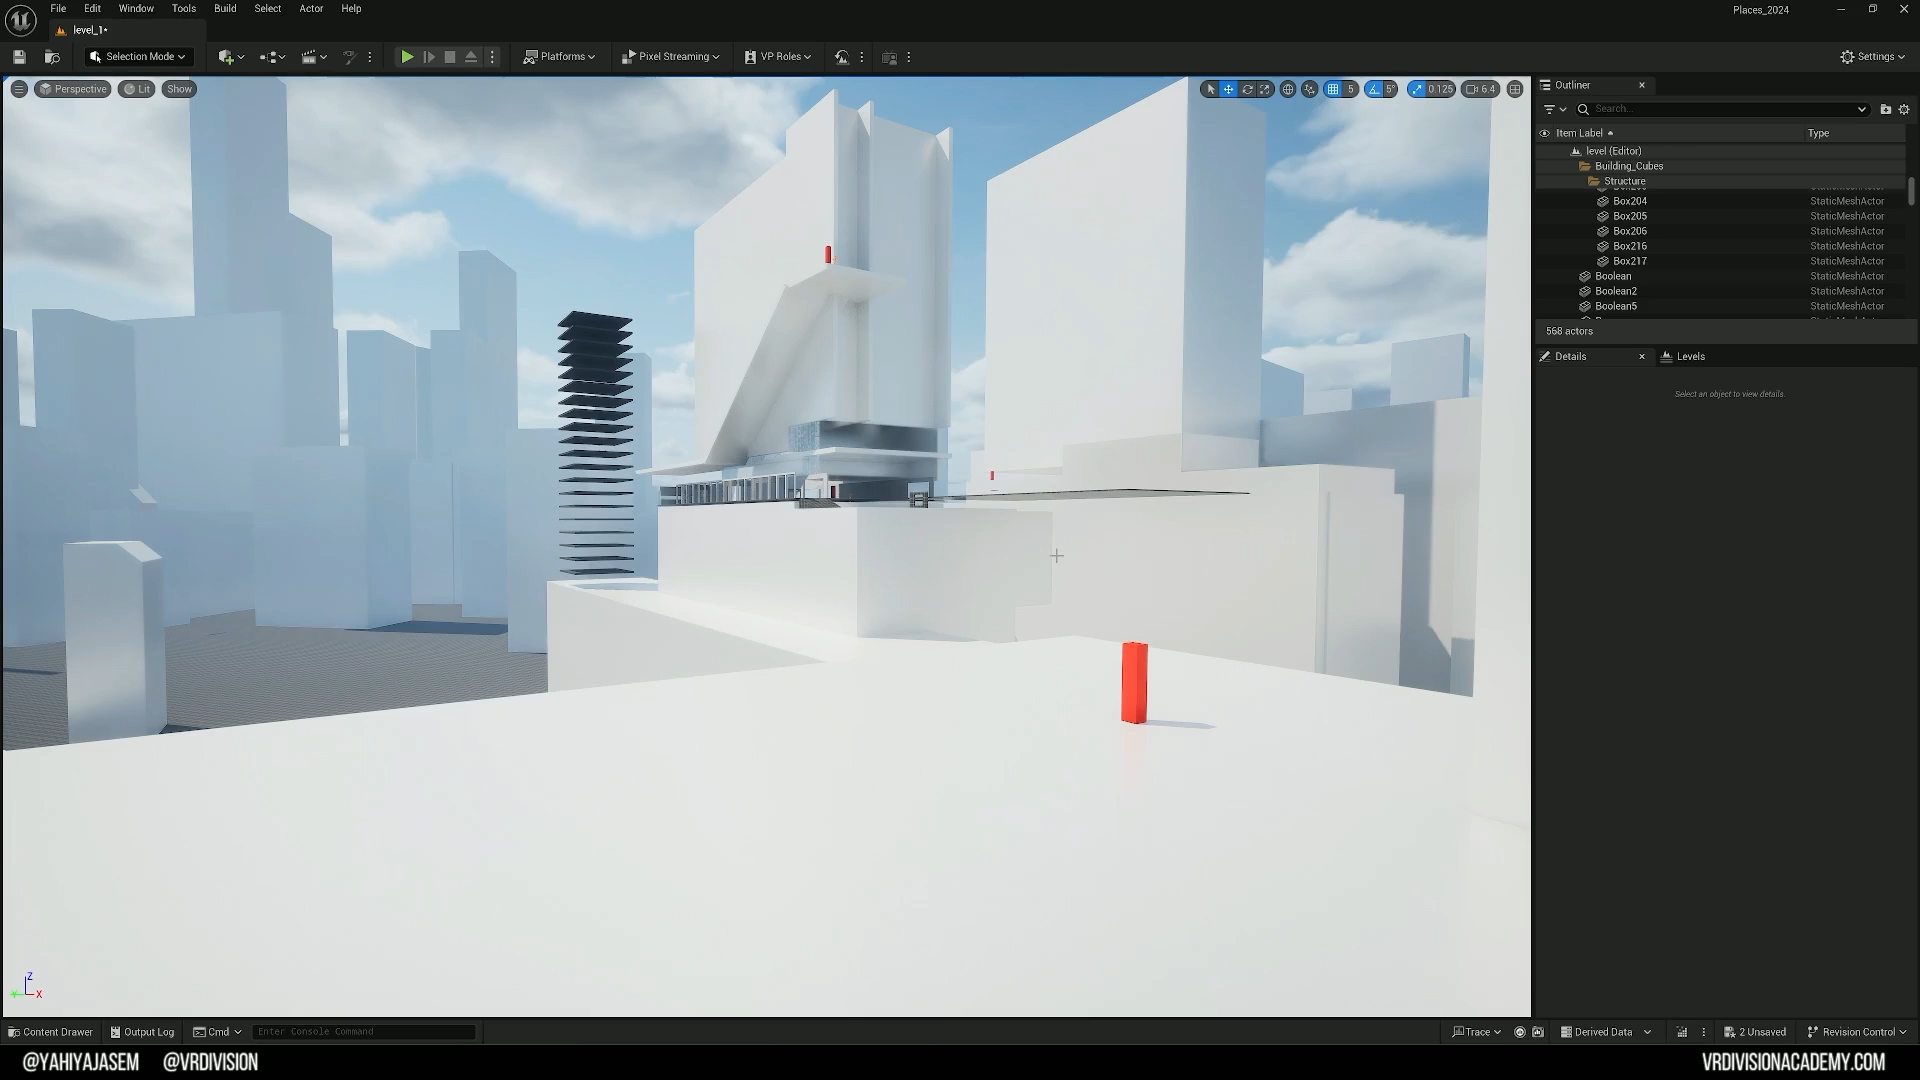 File Edit Window Tools Build Select Actor Help
Places_2024
level_1*
Selection Mode
Platforms
Pixel Streaming
VP Roles
Settings
Perspective Lit Show
5 5° 0.125 6.4
Outliner
Search...
Item Label Type
level (Editor)
Building_Cubes
Structure
Box204 StaticMeshActor
Box205 StaticMeshActor
Box206 StaticMeshActor
Box216 StaticMeshActor
Box217 StaticMeshActor
Boolean StaticMeshActor
Boolean2 StaticMeshActor
Boolean5 StaticMeshActor
568 actors
Details Levels
Select an object to view details.
Z
X
Content Drawer Output Log Cmd Enter Console Command
Trace Derived Data 2 Unsaved Revision Control
@YAHIYAJASEM @VRDIVISION
VRDIVISIONACADEMY.COM